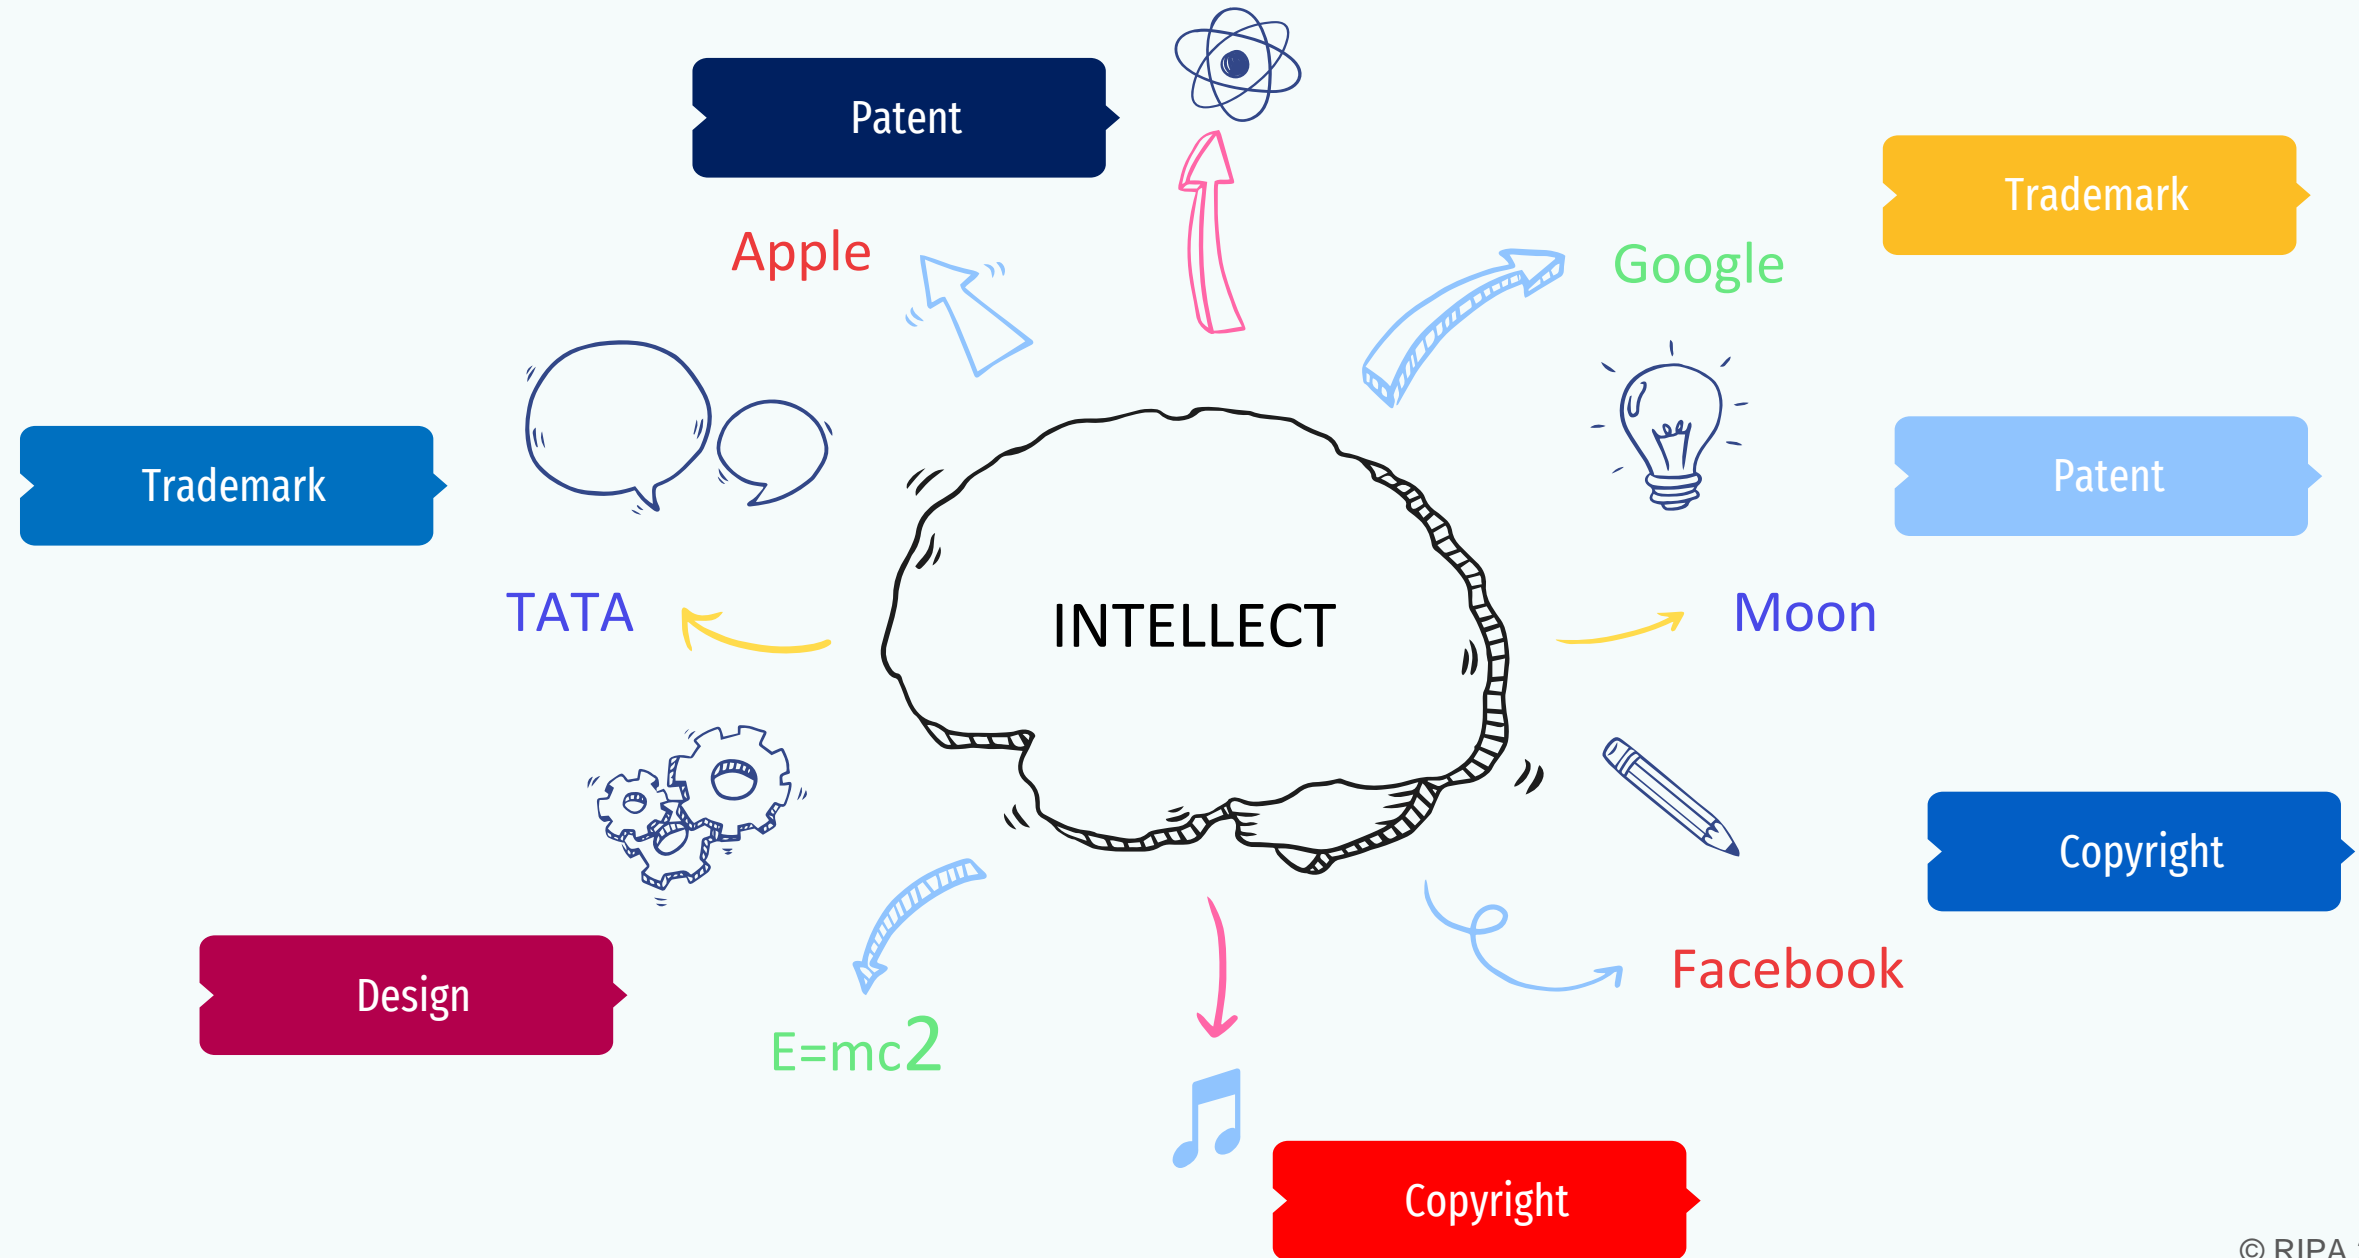 Patent
Trademark
Apple
Google
Trademark
Patent
INTELLECT
TATA
Moon
Copyright
Design
Facebook
E=mc2
Copyright
© RIPA